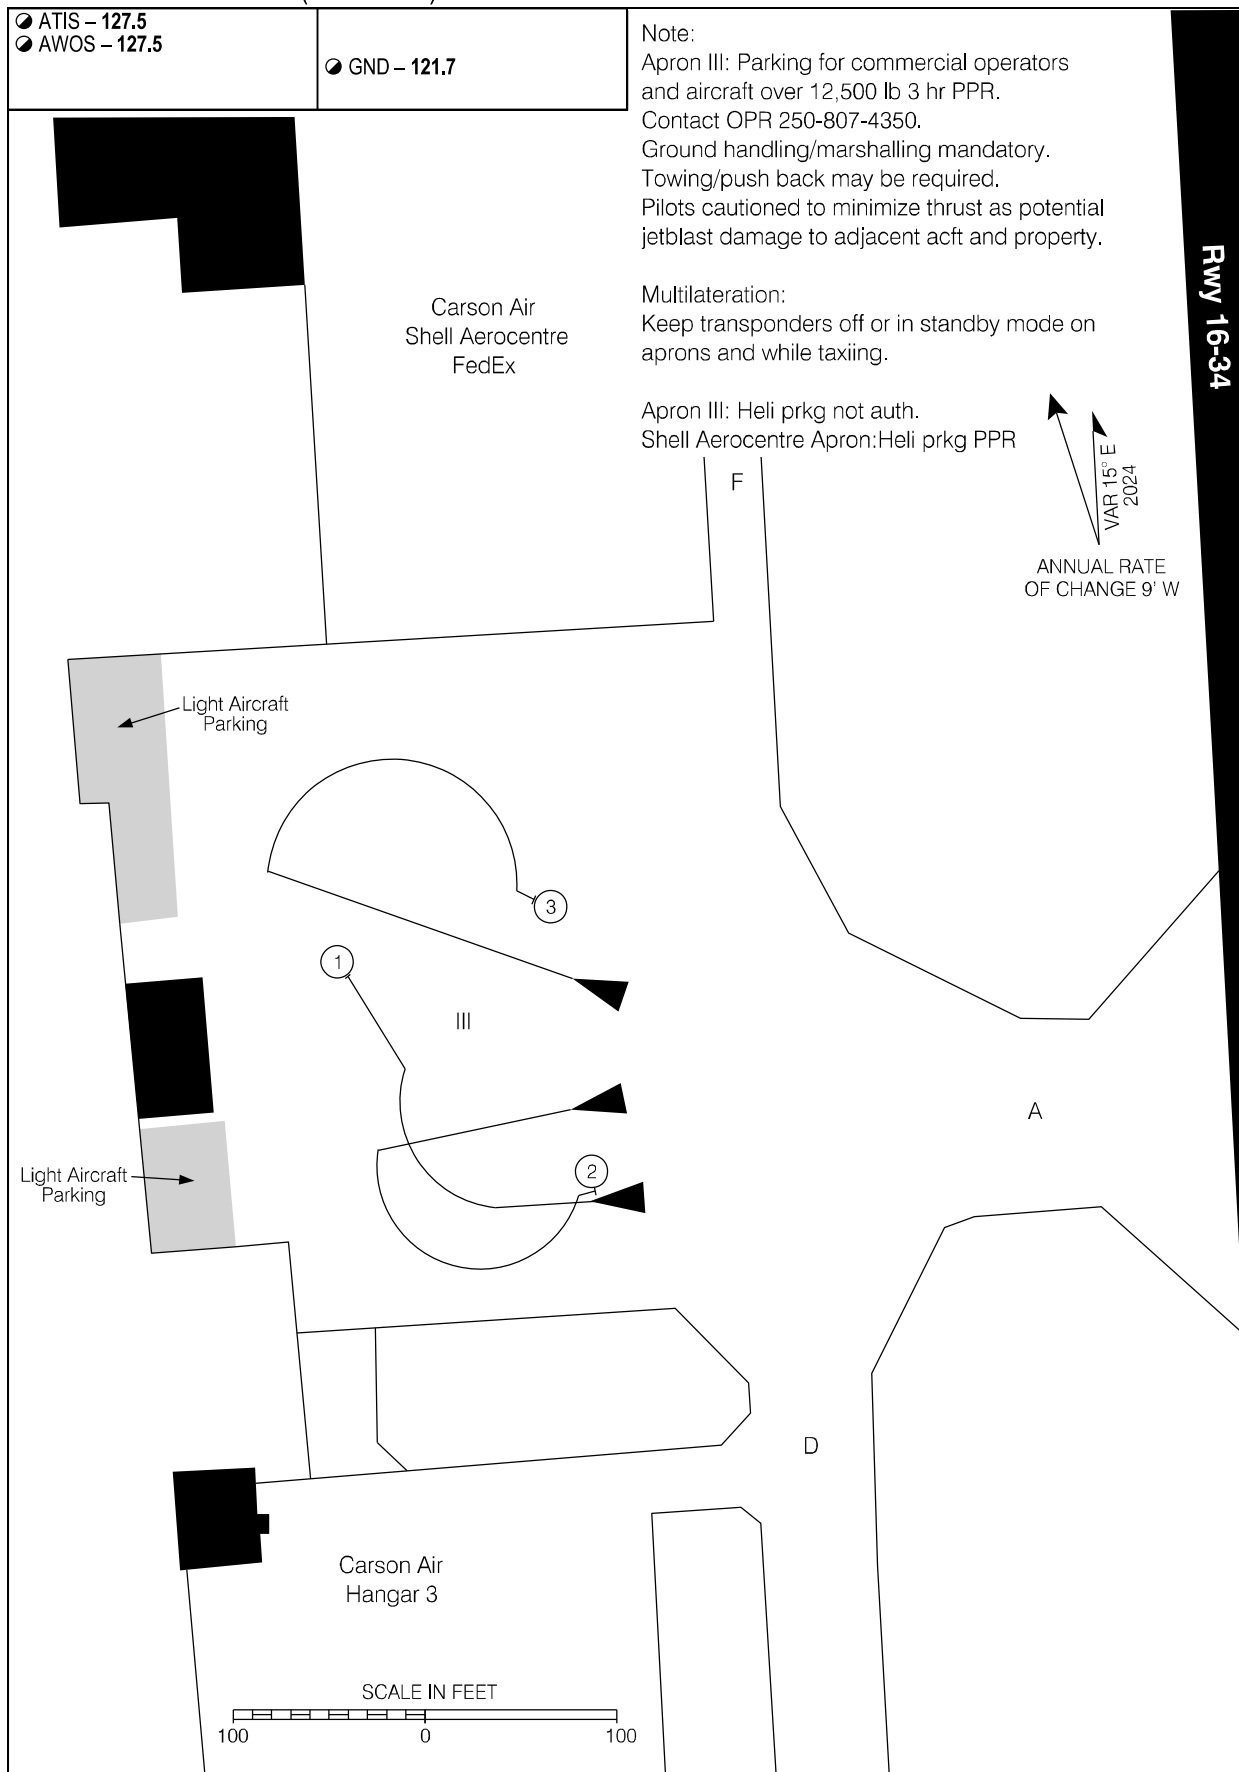 ATIS – 127.5
AWOS – 127.5
GND – 121.7
Note:
Apron III: Parking for commercial operators
and aircraft over 12,500 lb 3 hr PPR.
Contact OPR 250-807-4350.
Ground handling/marshalling mandatory.
Towing/push back may be required.
Pilots cautioned to minimize thrust as potential
jetblast damage to adjacent acft and property.
Multilateration:
Keep transponders off or in standby mode on
aprons and while taxiing.
Apron III: Heli prkg not auth.
Shell Aerocentre Apron:Heli prkg PPR
Rwy 16-34
Carson Air
Shell Aerocentre
FedEx
F
VAR 15° E
2024
ANNUAL RATE
OF CHANGE 9' W
Light Aircraft
Parking
3
1
III
A
2
Light Aircraft
Parking
D
Carson Air
Hangar 3
SCALE IN FEET
100 0 100